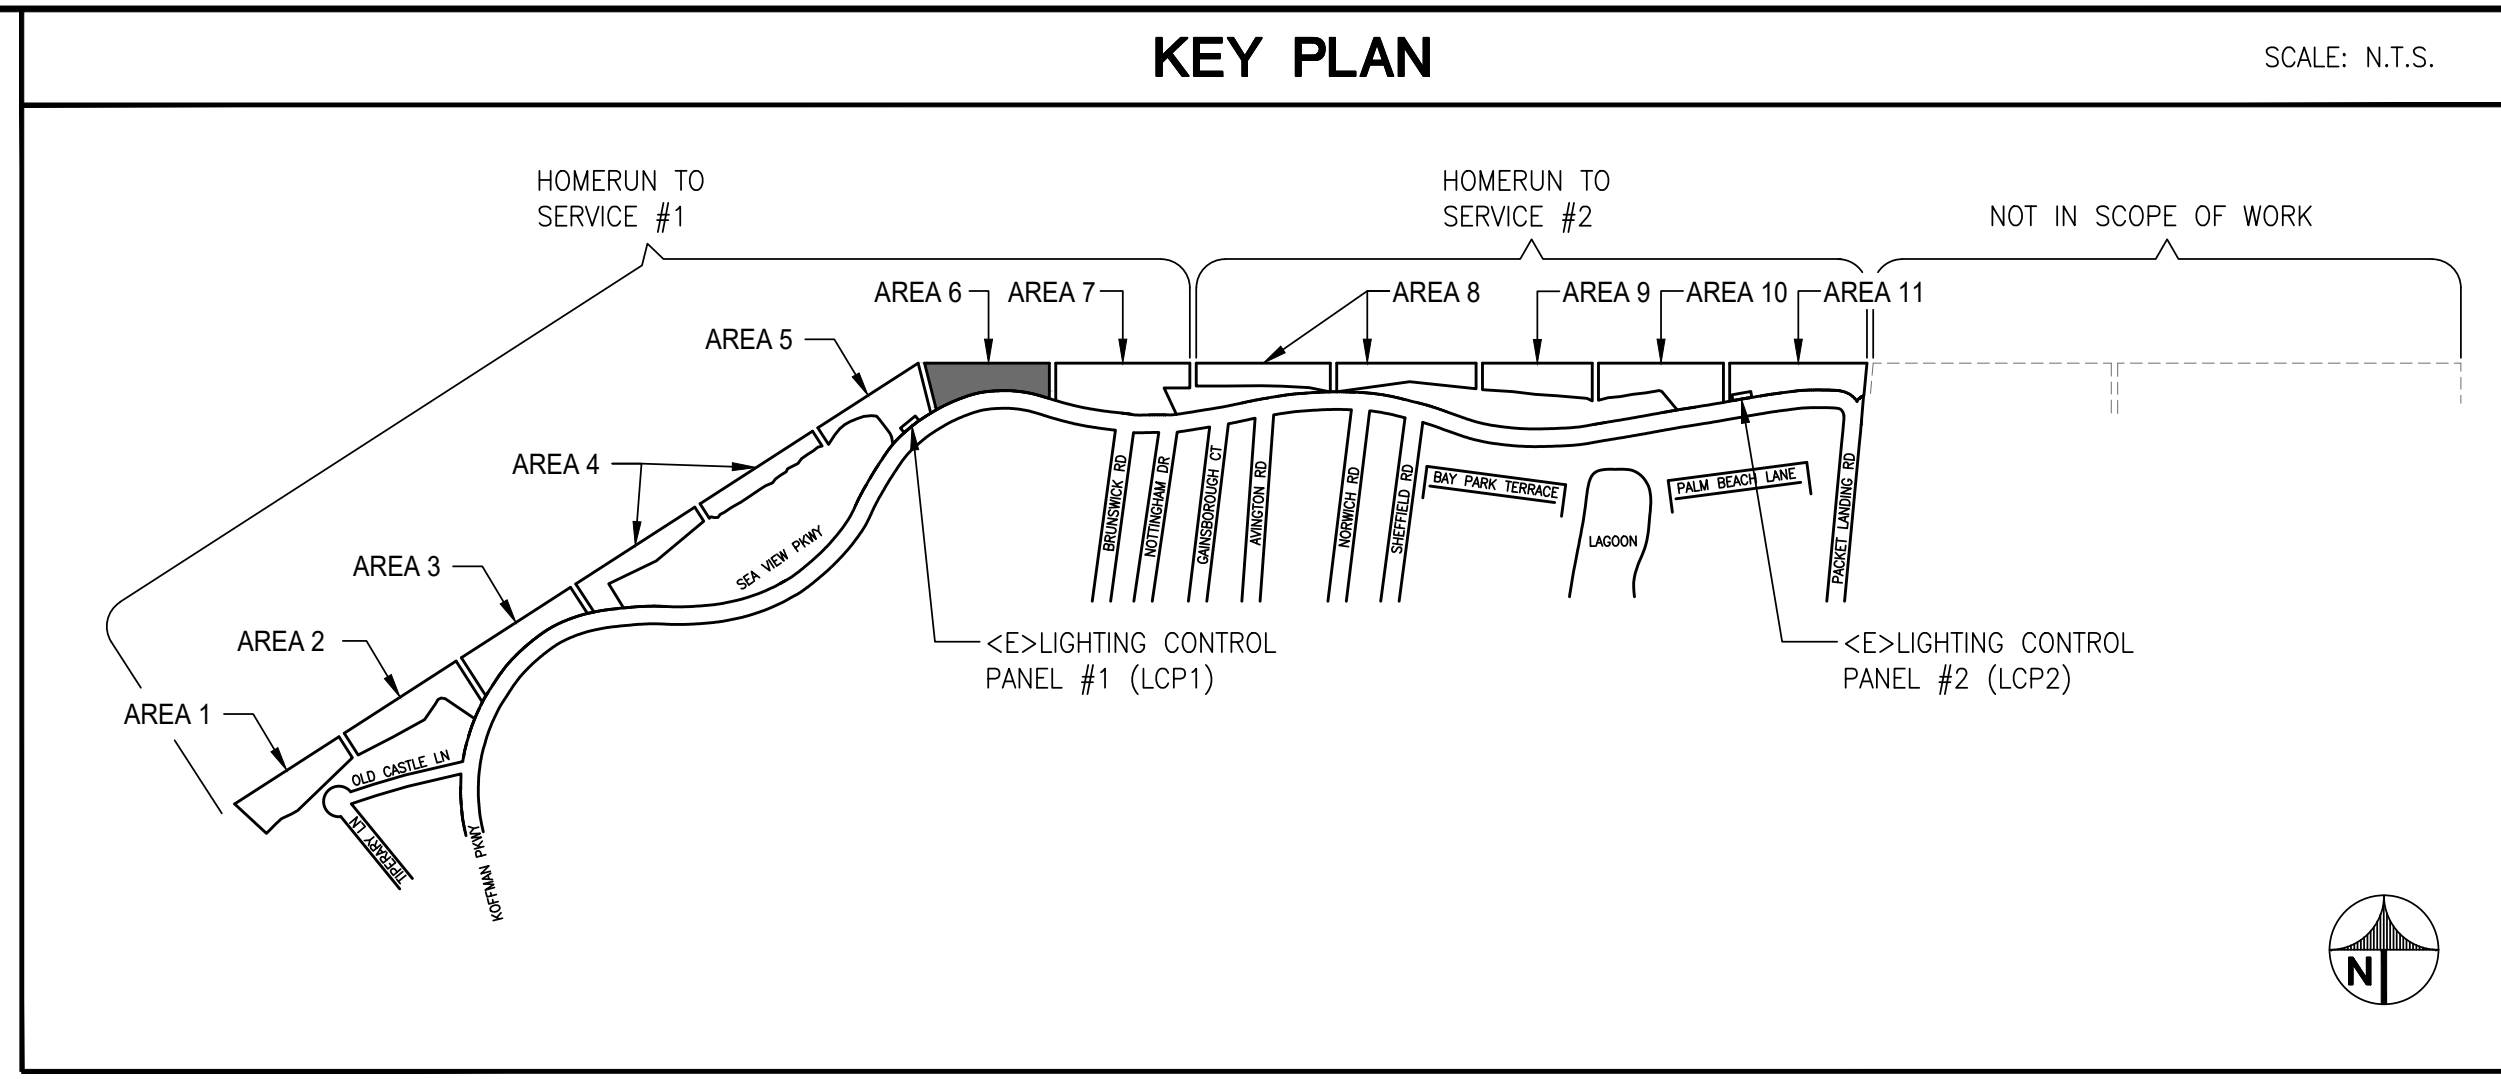 KEY PLAN
SCALE: N.T.S.
HOMERUN TO
SERVICE #1
HOMERUN TO
SERVICE #2
NOT IN SCOPE OF WORK
AREA 6
AREA 7
AREA 8
AREA 9
AREA 10
AREA 11
AREA 5
AREA 4
AREA 3
AREA 2
AREA 1
SEA VIEW PKWY
BRUNSWICK RD
NOTTINGHAM DR
GAINSBOROUGH CT
AVINGTON RD
NORWICH RD
SHEFFIELD RD
BAY PARK TERRACE
LAGOON
PALM BEACH LANE
PACKET LANDING RD
<E>LIGHTING CONTROL
PANEL #1 (LCP1)
<E>LIGHTING CONTROL
PANEL #2 (LCP2)
OLD CASTLE LN
TIPERARY LN
KOFFMAN PKWY
N